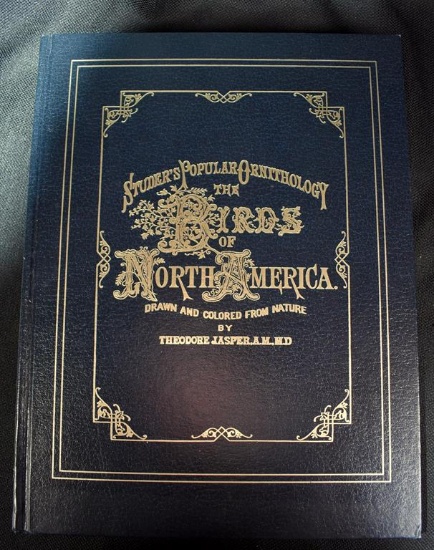 STUDER'S POPULAR ORNITHOLOGY
THE
BIRDS
OF
NORTH AMERICA.
DRAWN AND COLORED FROM NATURE
BY
THEODORE JASPER, A.M., M.D